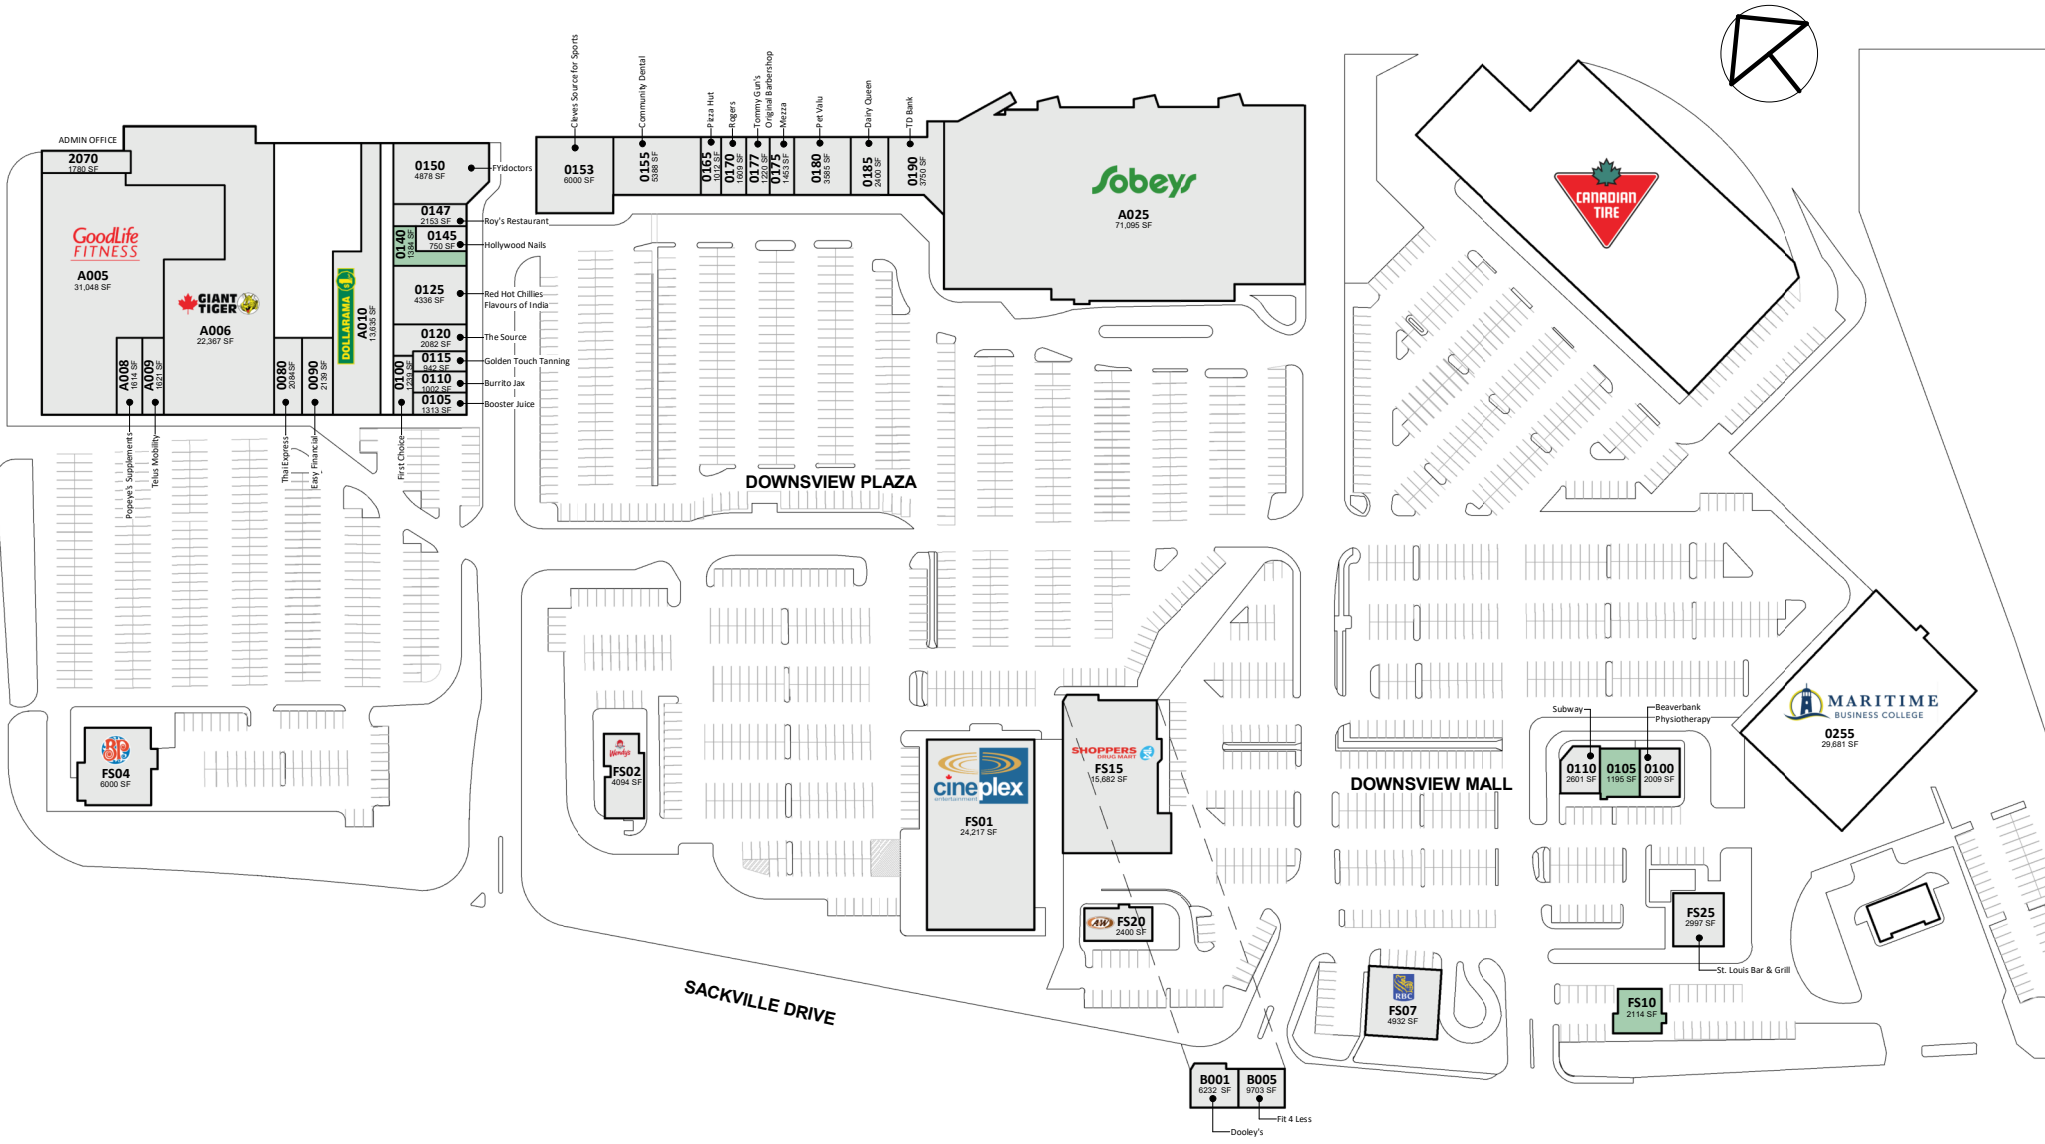 ADMIN OFFICE
2070
1780 SF
GoodLife
FITNESS
A005
31,048 SF
GIANT
TIGER
A006
22,367 SF
A008
1614 SF
Popeye's Supplements
A009
1621 SF
Telus Mobility
0080
2084SF
Thai Express
0090
2139 SF
Easy Financial
DOLLARAMA
A010
13,635 SF
0150
4878 SF
FYidoctors
0147
2153 SF
Roy's Restaurant
0140
1384 SF
0145
750 SF
Hollywood Nails
0125
4336 SF
Red Hot Chillies
Flavours of India
0120
2082 SF
The Source
0115
942 SF
Golden Touch Tanning
0110
1002 SF
Burrito Jax
0105
1313 SF
Booster Juice
0100
1239 SF
First Choice
Cleves Source for Sports
0153
6000 SF
Community Dental
0155
5388 SF
Pizza Hut
0165
1012 SF
Rogers
0170
1609 SF
Tommy Gun's
Original Barbershop
0177
1220 SF
Mezza
0175
1453 SF
Pet Valu
0180
3585 SF
Dairy Queen
0185
2400 SF
TD Bank
0190
3750 SF
Sobeys
A025
71,095 SF
CANADIAN
TIRE
DOWNSVIEW PLAZA
BP
FS04
6000 SF
Wendy's
FS02
4094 SF
cineplex
entertainment
FS01
24,217 SF
SHOPPERS
DRUG MART
FS15
15,682 SF
A&W
FS20
2400 SF
DOWNSVIEW MALL
Subway
0110
2601 SF
0105
1195 SF
Beaverbank
Physiotherapy
0100
2009 SF
MARITIME
BUSINESS COLLEGE
0255
29,681 SF
FS25
2997 SF
St. Louis Bar & Grill
FS10
2114 SF
RBC
FS07
4932 SF
SACKVILLE DRIVE
B001
6232 SF
Dooley's
B005
9703 SF
Fit 4 Less